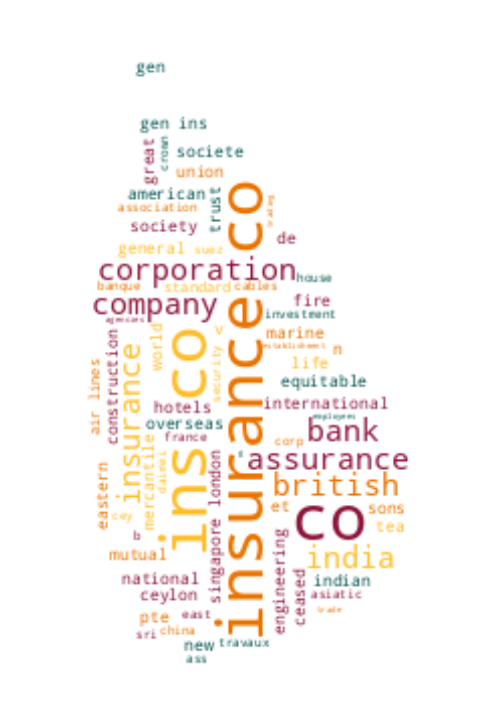 gen
gen ins
great
crown
societe
union
american
trust
association
trading
society
de
general
suez
insurance co
corporation
house
banque
standard
cables
company
fire
investment
agencies
ins co
world
v
marine
establishment
n
construction
insurance
security
life
air lines
equitable
hotels
international
overseas
employees
france
corp
bank
mercantile
daimei
singapore
london
assurance
eastern
british
cey
et
co
sons
tea
b
mutual
engineering
india
national
ceased
indian
ceylon
asiatic
pte
east
trade
sri
china
new
travaux
ass